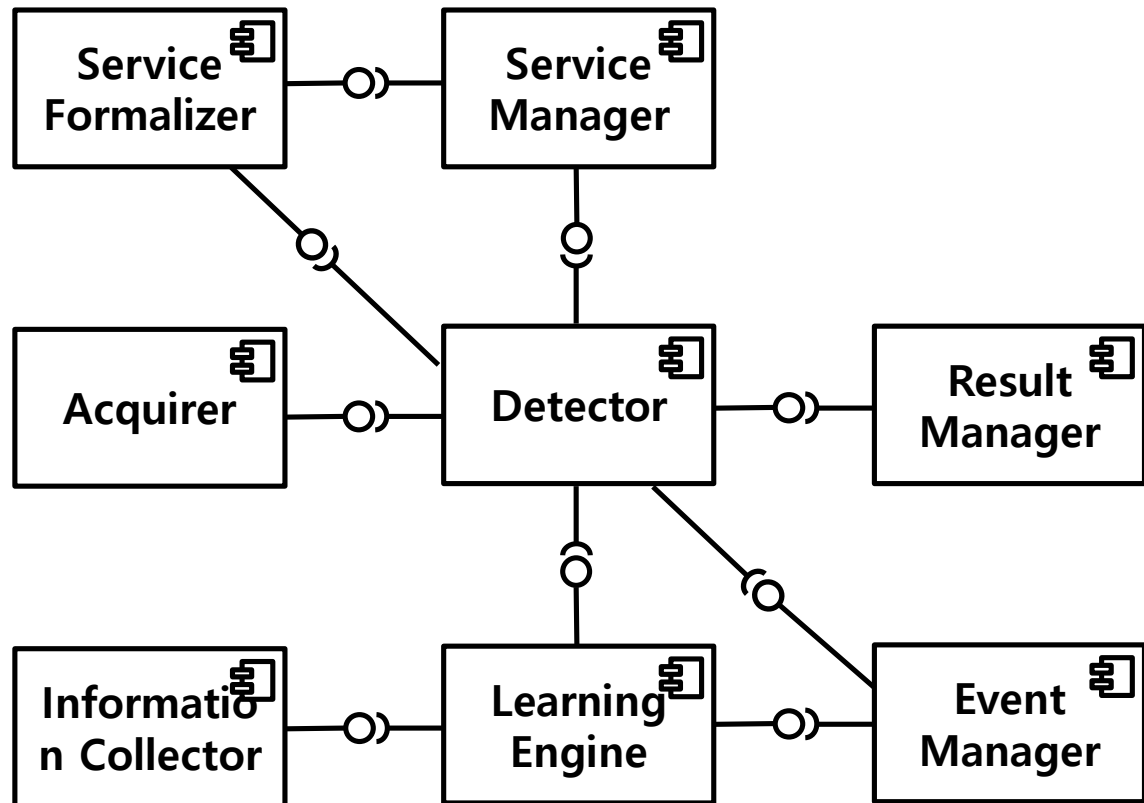 Service
Formalizer
Service
Manager
Acquirer
Detector
Result
Manager
Informatio
n Collector
Learning
Engine
Event
Manager